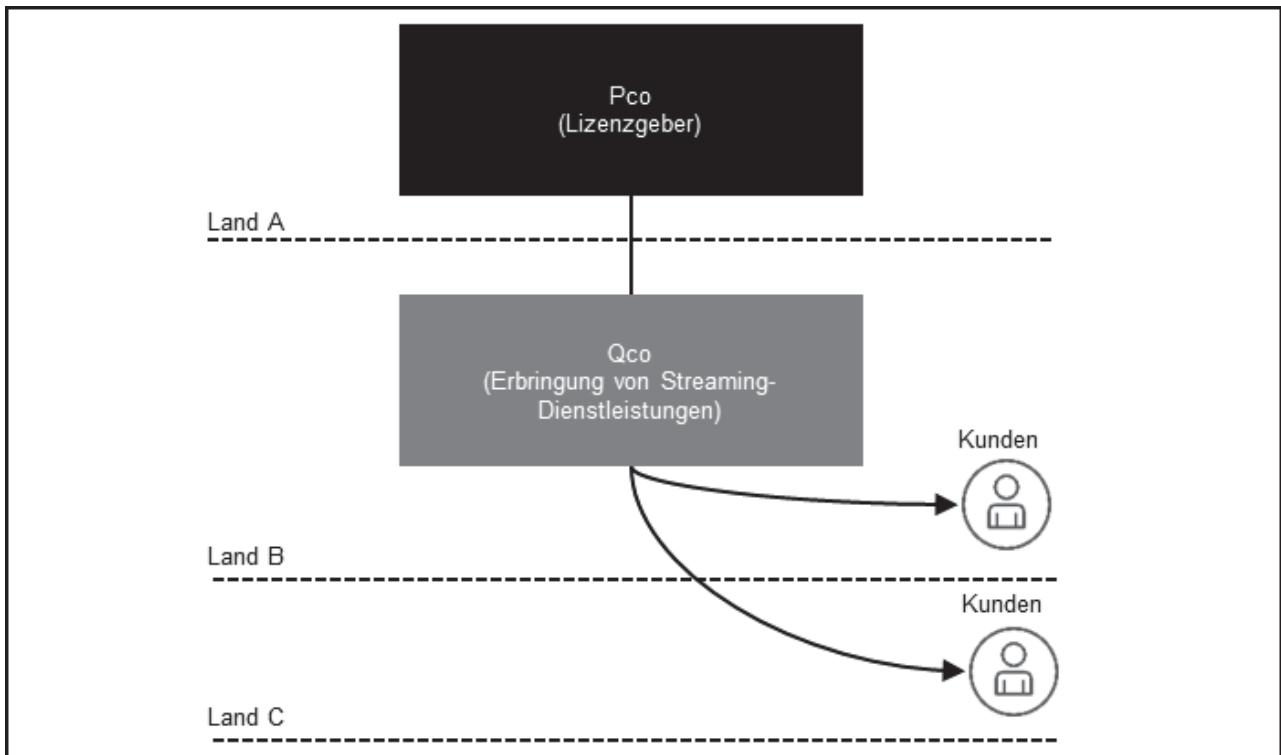 Pco
(Lizenzgeber)
Land A
Qco
(Erbringung von Streaming-
Dienstleistungen)
Kunden
Land B
Kunden
Land C